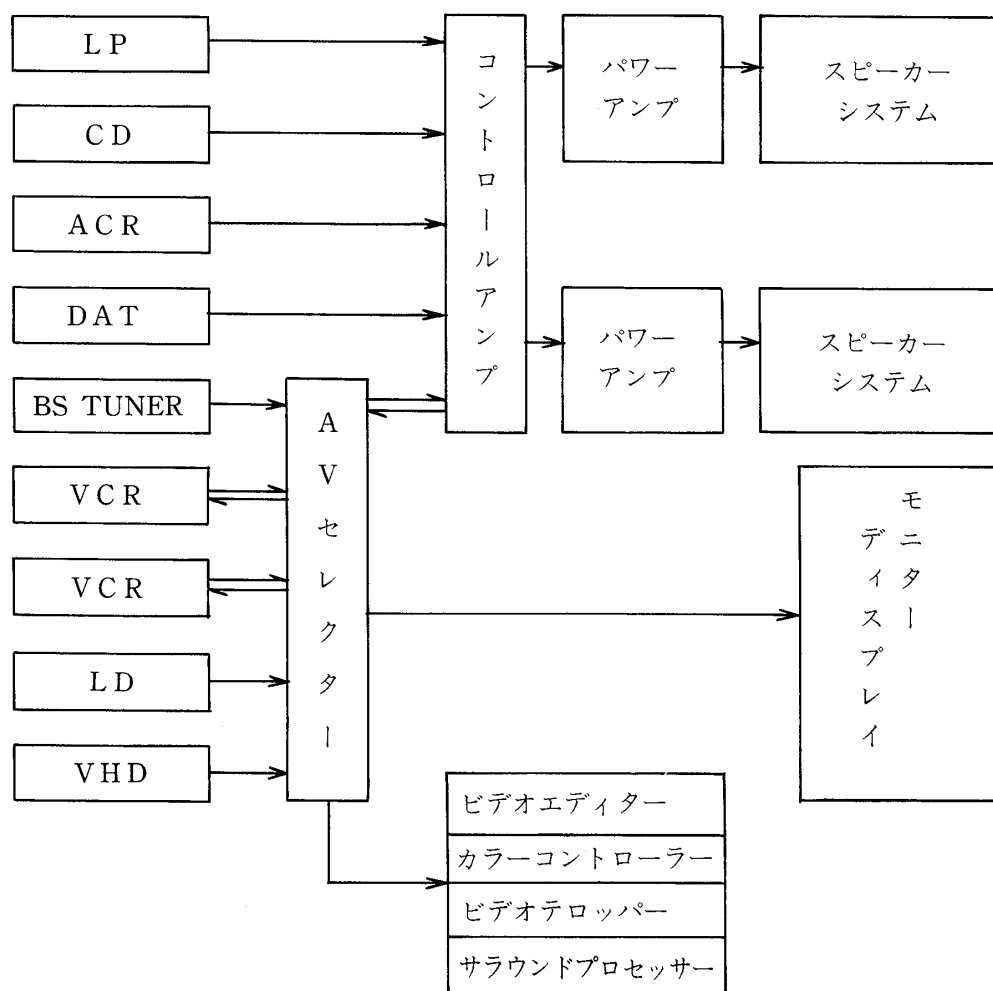 LP
CD
ACR
DAT
BS TUNER
VCR
VCR
LD
VHD
コントロールアンプ
AVセレクター
パワー
アンプ
スピーカー
システム
パワー
アンプ
スピーカー
システム
モニター
ディスプレイ
ビデオエディター
カラーコントローラー
ビデオテロッパー
サラウンドプロセッサー